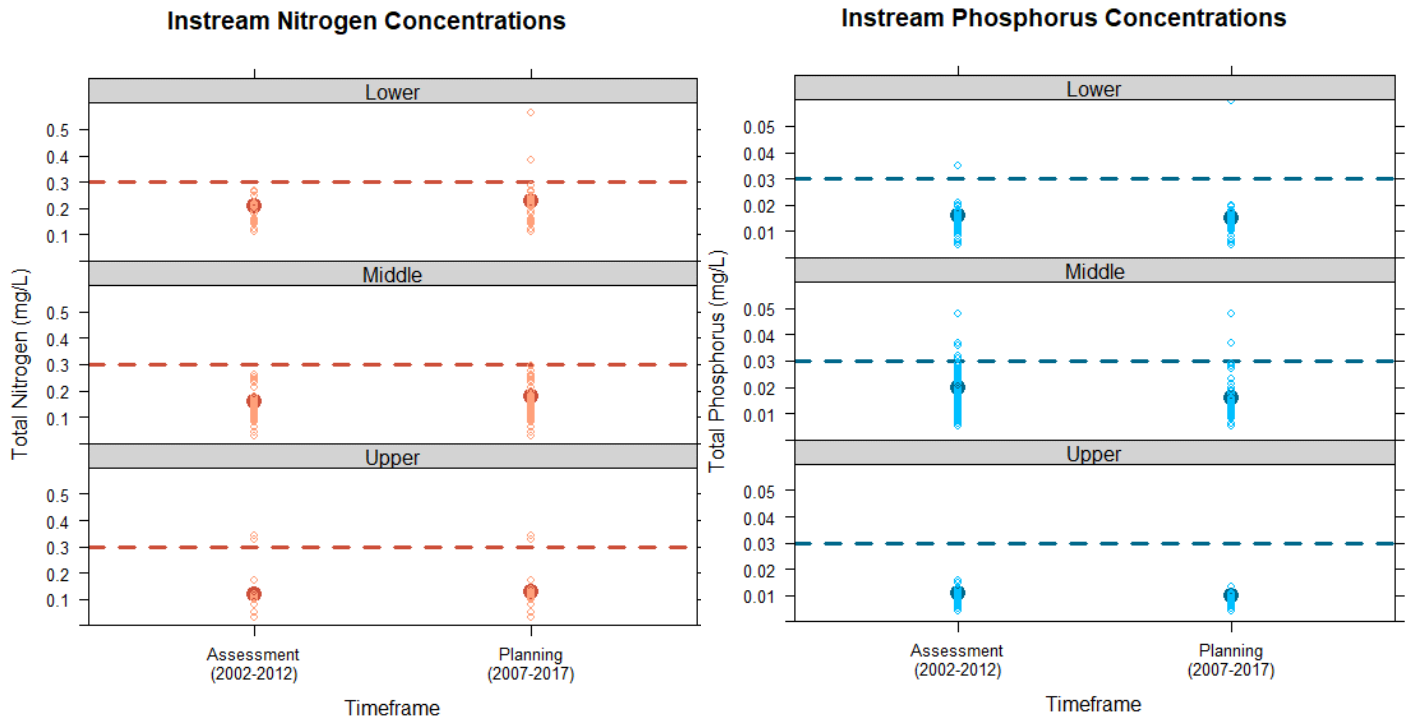 Instream Nitrogen Concentrations
Lower
0.5
0.4
0.3
0.2
0.1
Middle
0.5
0.4
0.3
0.2
0.1
Upper
0.5
0.4
0.3
0.2
0.1
Total Nitrogen (mg/L)
Assessment
(2002-2012)
Planning
(2007-2017)
Timeframe
Instream Phosphorus Concentrations
Lower
0.05
0.04
0.03
0.02
0.01
Middle
0.05
0.04
0.03
0.02
0.01
Upper
0.05
0.04
0.03
0.02
0.01
Total Phosphorus (mg/L)
Assessment
(2002-2012)
Planning
(2007-2017)
Timeframe